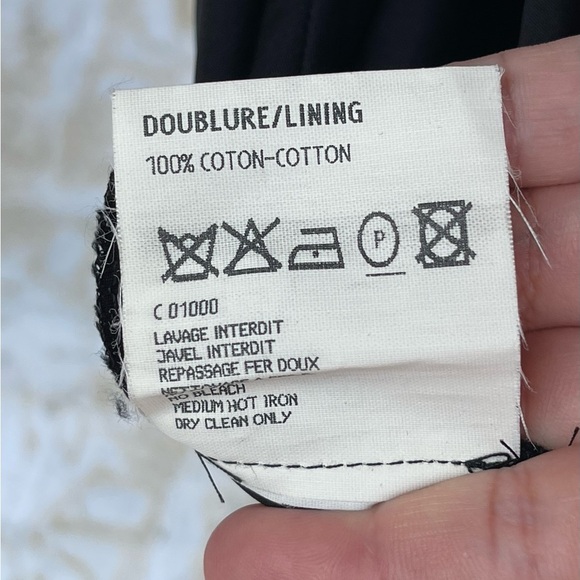 DOUBLURE/LINING
100% COTON-COTTON
P
C 01000
LAVAGE INTERDIT
JAVEL INTERDIT
REPASSAGE FER DOUX
NO BLEACH
MEDIUM HOT IRON
DRY CLEAN ONLY